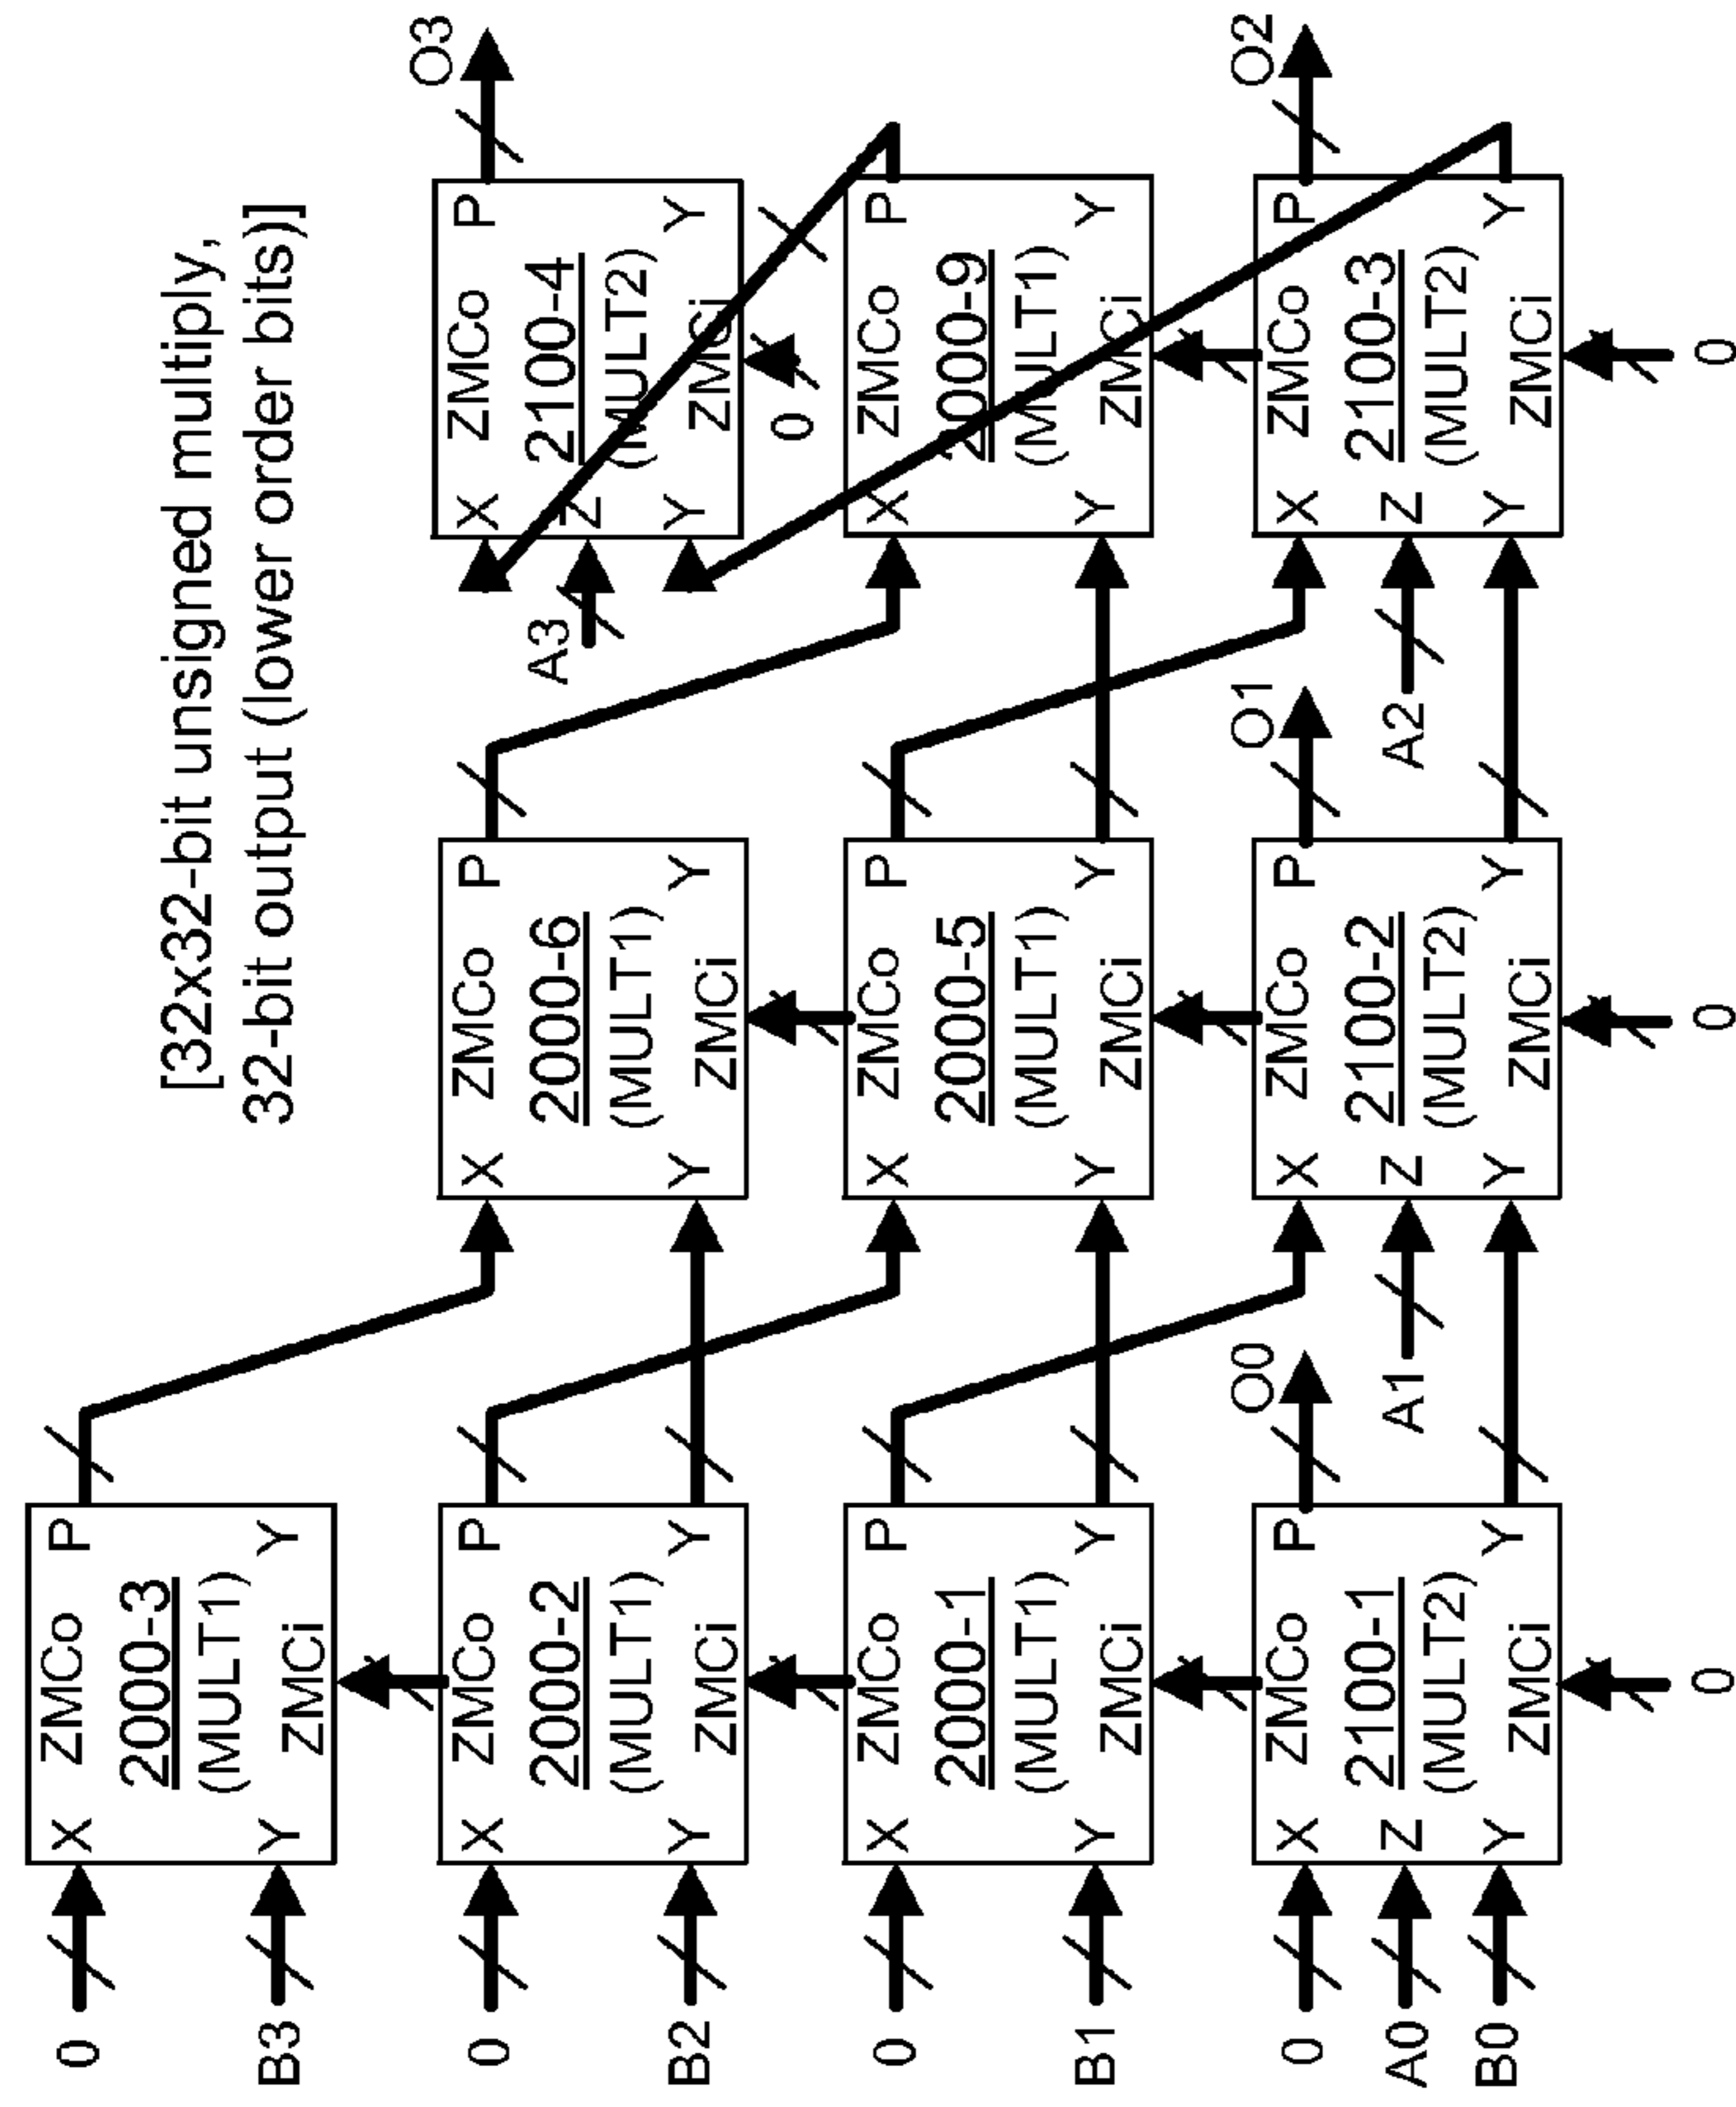 [32x32-bit unsigned multiply,
32-bit output (lower order bits)]
0
B3
X ZMCo P
2000-3
(MULT1)
Y ZMCi Y
0
B2
X ZMCo P
2000-2
(MULT1)
Y ZMCi Y
X ZMCo P
2000-6
(MULT1)
Y ZMCi Y
A3
X ZMCo P
Z 2100-4
(MULT2)
Y ZMCi Y
0
O3
0
B1
X ZMCo P
2000-1
(MULT1)
Y ZMCi Y
X ZMCo P
2000-5
(MULT1)
Y ZMCi Y
X ZMCo P
2000-9
(MULT1)
Y ZMCi Y
0
A0
B0
X ZMCo P
Z 2100-1
(MULT2)
Y ZMCi Y
0
O0
A1
X ZMCo P
Z 2100-2
(MULT2)
Y ZMCi Y
0
O1
A2
X ZMCo P
Z 2100-3
(MULT2)
Y ZMCi Y
0
O2